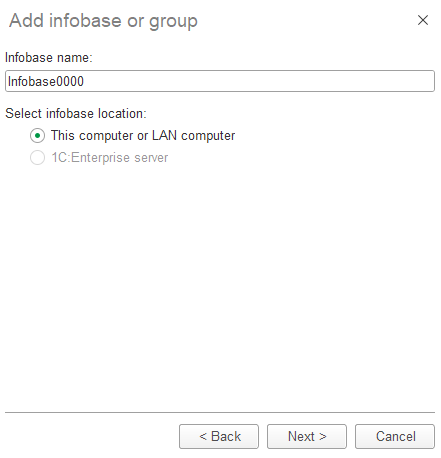 Add infobase or group
Infobase name:
Infobase0000
Select infobase location:
This computer or LAN computer
1C:Enterprise server
< Back
Next >
Cancel